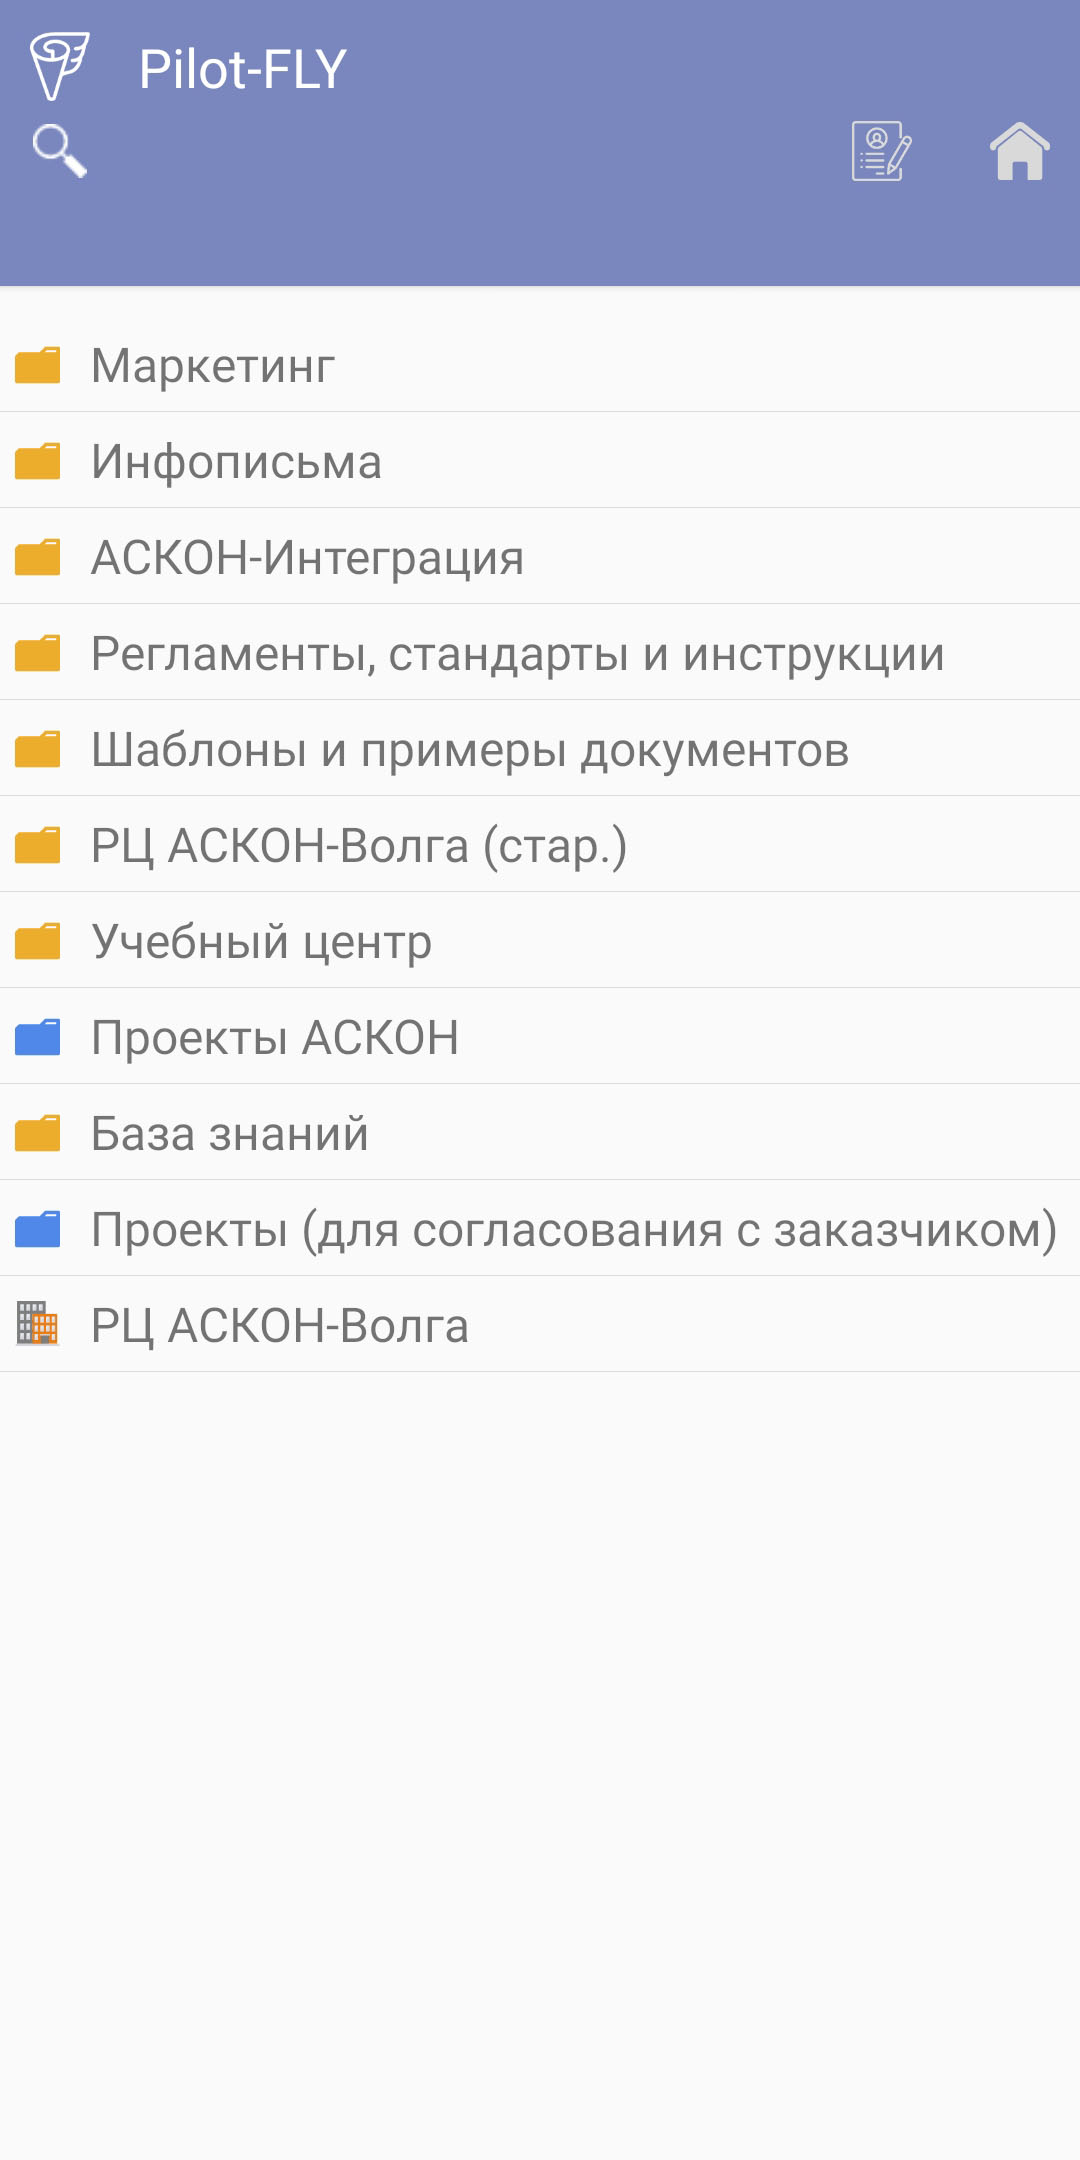 Pilot-FLY
Маркетинг
Инфописьма
АСКОН-Интеграция
Регламенты, стандарты и инструкции
Шаблоны и примеры документов
РЦ АСКОН-Волга (стар.)
Учебный центр
Проекты АСКОН
База знаний
Проекты (для согласования с заказчиком)
РЦ АСКОН-Волга